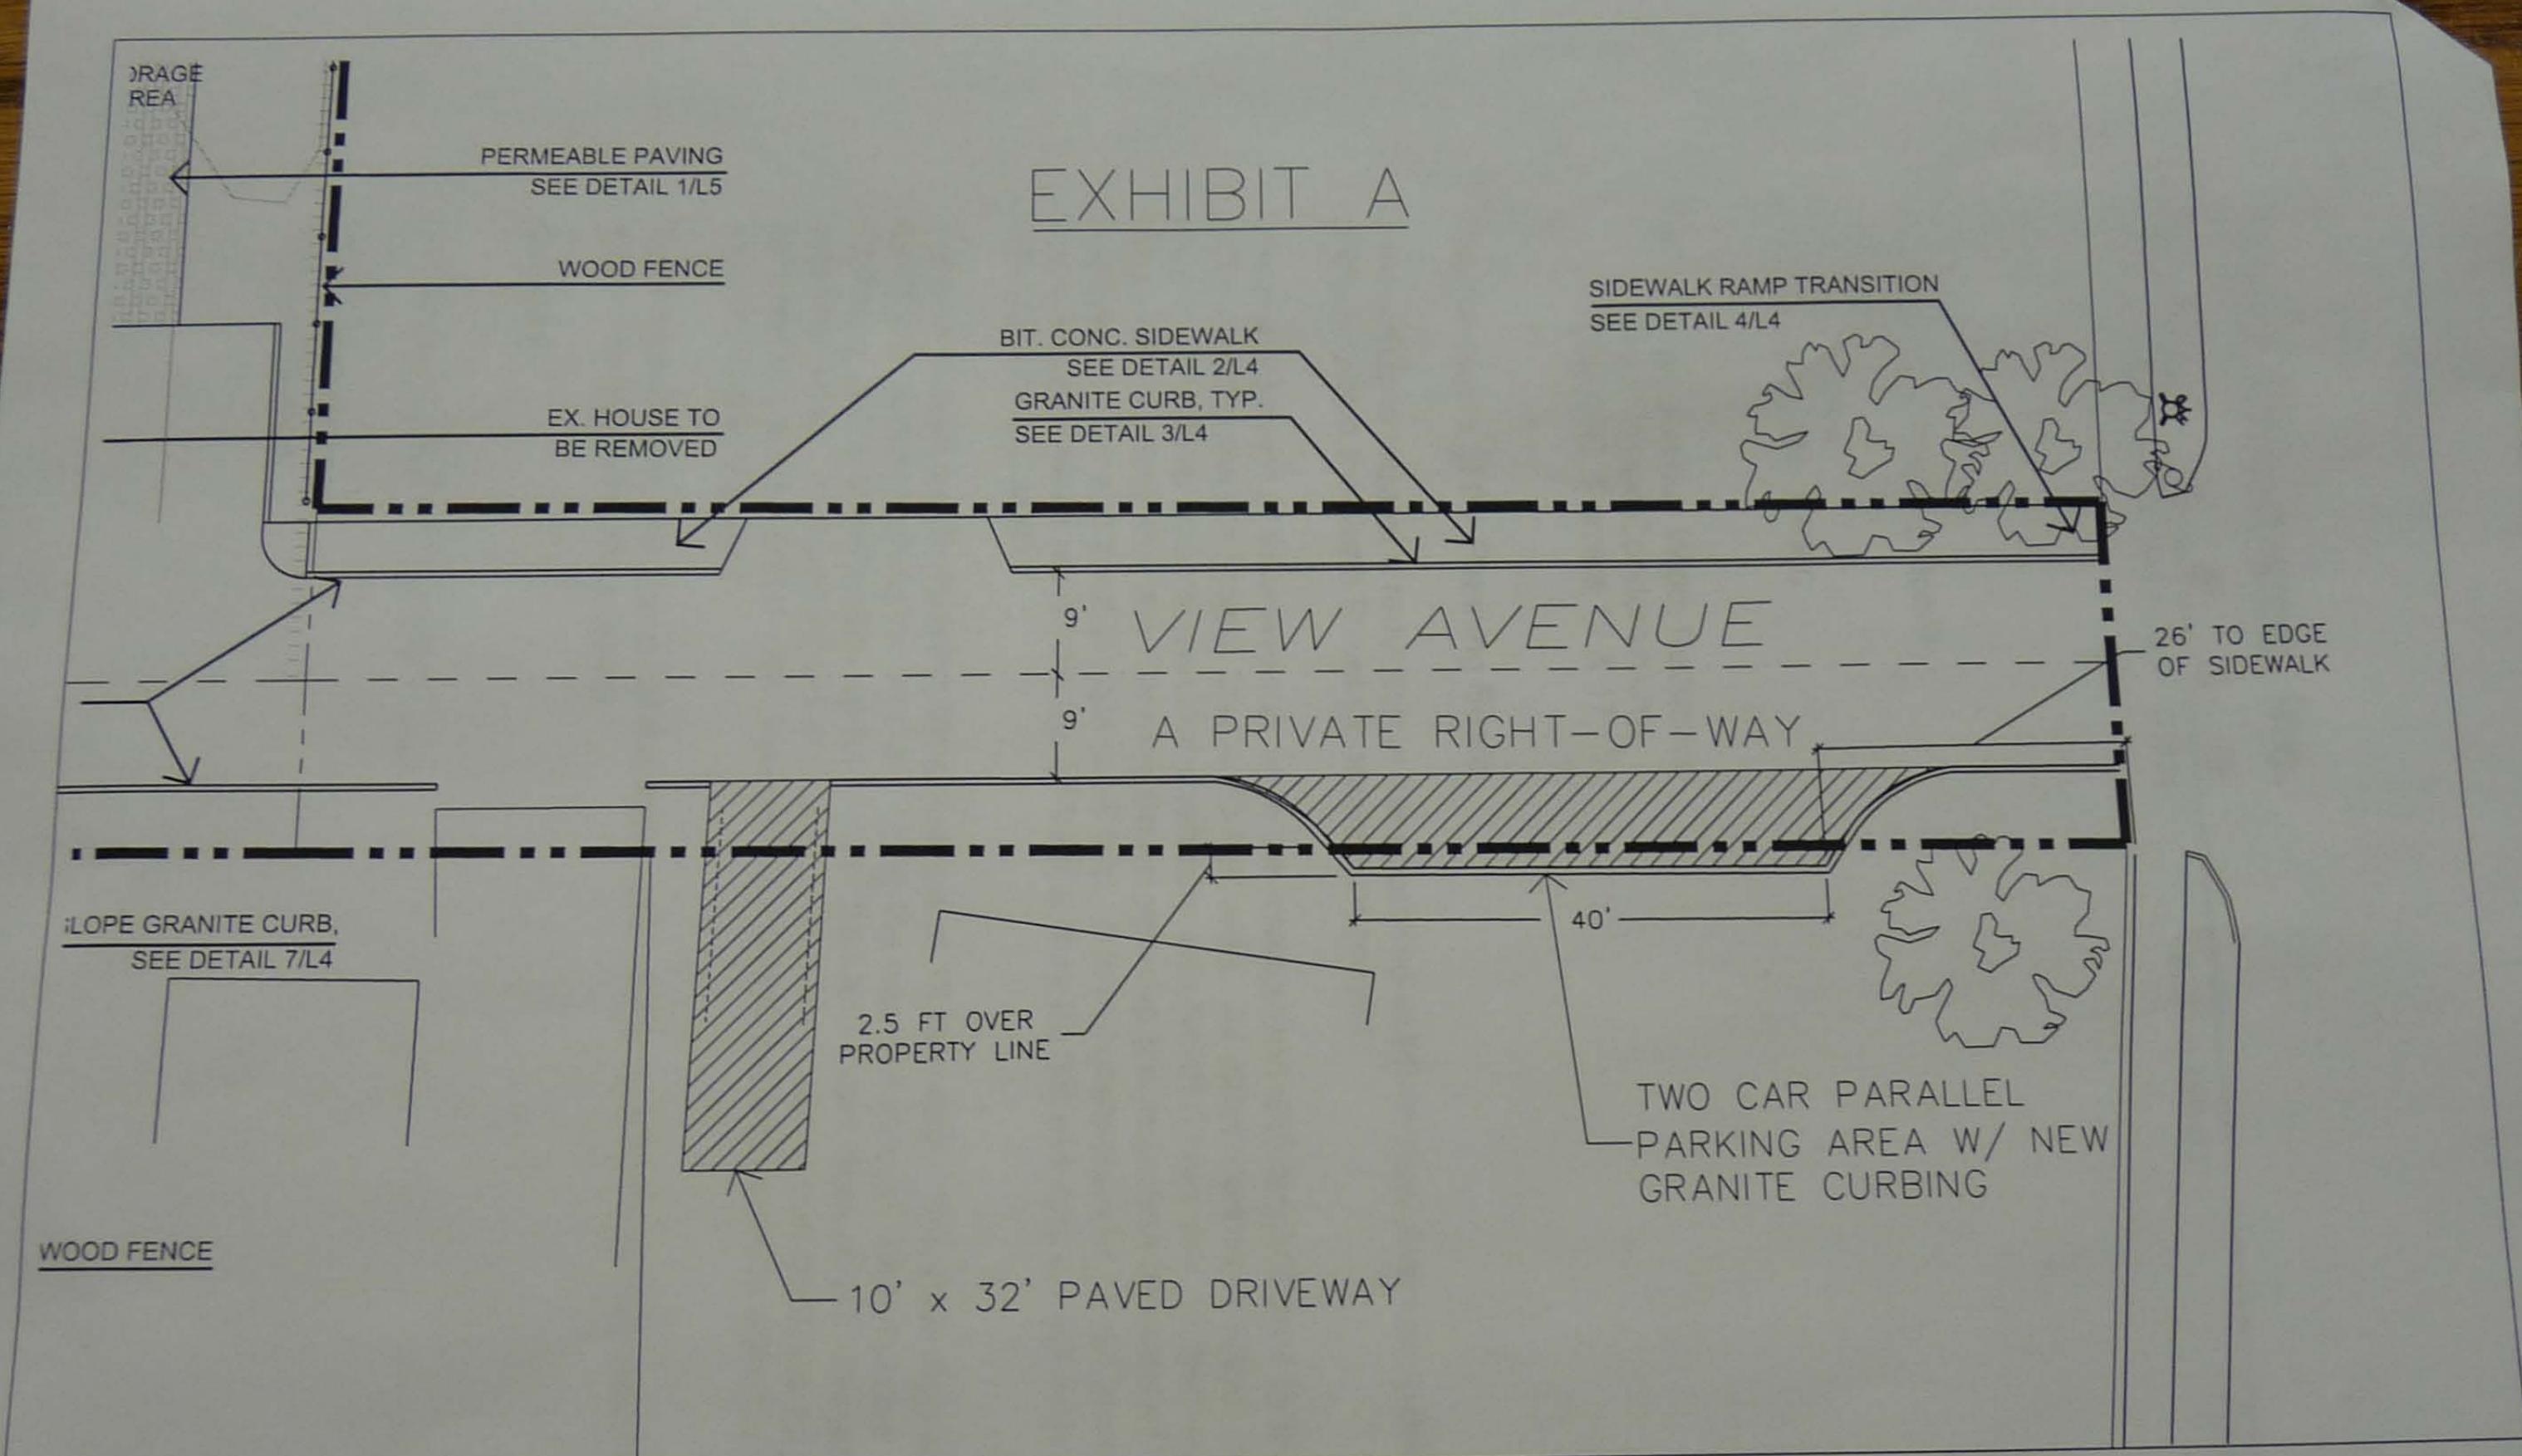 EXHIBIT A
REA
PERMEABLE PAVING
SEE DETAIL 1/L5
WOOD FENCE
SIDEWALK RAMP TRANSITION
SEE DETAIL 4/L4
BIT. CONC. SIDEWALK
SEE DETAIL 2/L4
GRANITE CURB, TYP.
SEE DETAIL 3/L4
EX. HOUSE TO
BE REMOVED
9'
VIEW AVENUE
26' TO EDGE
OF SIDEWALK
9'
A PRIVATE RIGHT-OF-WAY
LOPE GRANITE CURB,
SEE DETAIL 7/L4
40'
2.5 FT OVER
PROPERTY LINE
TWO CAR PARALLEL
PARKING AREA W/ NEW
GRANITE CURBING
WOOD FENCE
10' x 32' PAVED DRIVEWAY